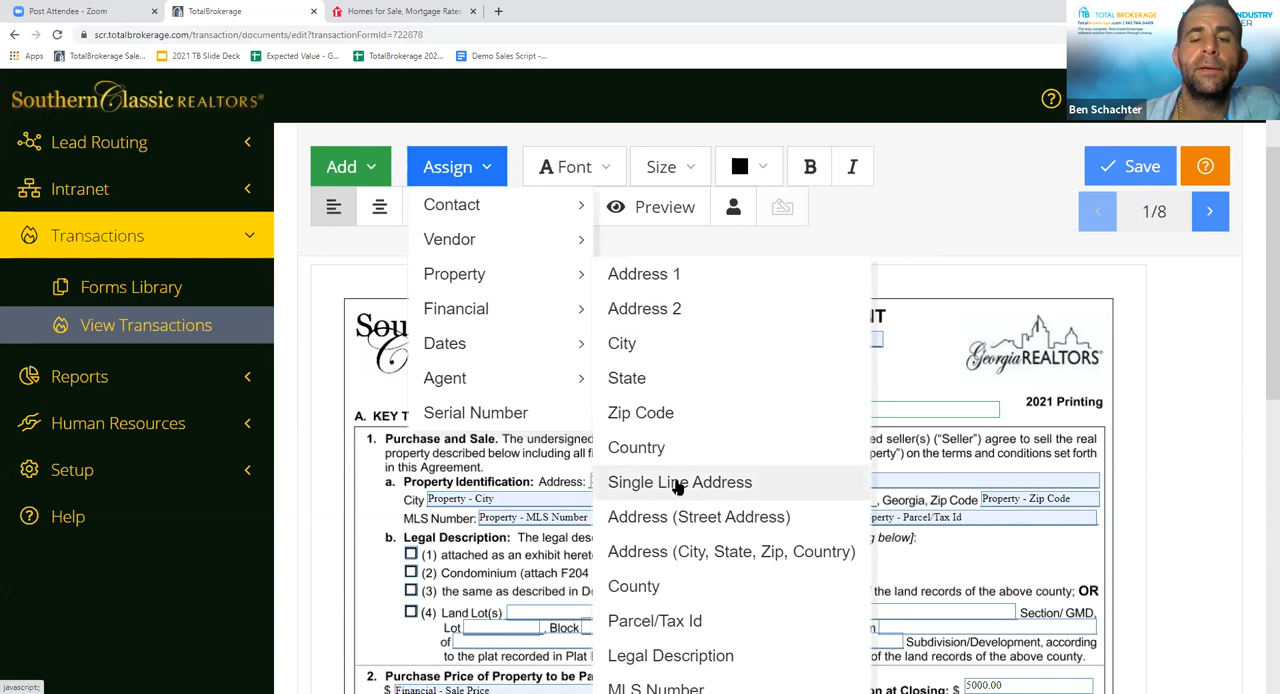 Post Attendee - Zoom
TotalBrokerage
Homes for Sale, Mortgage Rates
scr.totalbrokerage.com/transaction/documents/edit?transactionFormId=722878
Apps
TotalBrokerage Sale...
2021 TB Slide Deck
Expected Value - G...
TotalBrokerage 202...
Demo Sales Script -...
TOTAL BROKERAGE
Ben Schachter
Southern Classic REALTORS®
Lead Routing
Intranet
Transactions
Forms Library
View Transactions
Reports
Human Resources
Setup
Help
Add
Assign
A Font
Size
B
I
Save
Preview
1/8
Contact
Vendor
Property
Financial
Dates
Agent
Serial Number
Address 1
Address 2
City
State
Zip Code
Country
Single Line Address
Address (Street Address)
Address (City, State, Zip, Country)
County
Parcel/Tax Id
Legal Description
MLS Number
Georgia REALTORS®
2021 Printing
A. KEY T
1. Purchase and Sale. The undersigned
ed seller(s) ("Seller") agree to sell the real
property described below including all fi
perty") on the terms and conditions set forth
in this Agreement.
a. Property Identification: Address:
City Property - City
, Georgia, Zip Code Property - Zip Code
MLS Number: Property - MLS Number
perty - Parcel/Tax Id
b. Legal Description: The legal des
ing below]:
(1) attached as an exhibit heret
(2) Condominium (attach F204
(3) the same as described in D
of the land records of the above county; OR
(4) Land Lot(s)
Section/ GMD,
Lot
, Block
of
Subdivision/Development, according
to the plat recorded in Plat
of the land records of the above county.
2. Purchase Price of Property to be Pa
on at Closing:
$ Financial - Sale Price
$ 5000.00
javascript:;